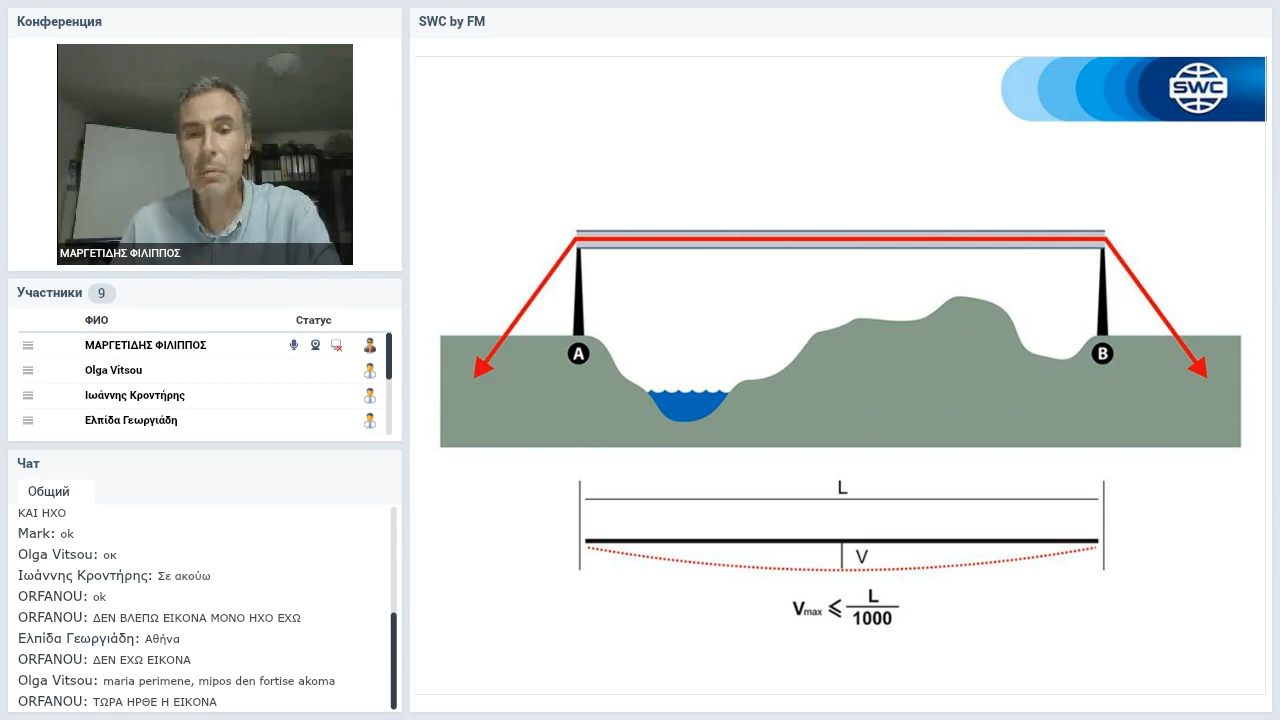 Конференция
ΜΑΡΓΕΤΙΔΗΣ ΦΙΛΙΠΠΟΣ
Участники 9
ФИО Статус
ΜΑΡΓΕΤΙΔΗΣ ΦΙΛΙΠΠΟΣ
Olga Vitsou
Ιωάννης Κροντήρης
Ελπίδα Γεωργιάδη
Чат
Общий
ΚΑΙ ΗΧΟ
Mark: ok
Olga Vitsou: οκ
Ιωάννης Κροντήρης: Σε ακούω
ORFANOU: ok
ORFANOU: ΔΕΝ ΒΛΕΠΩ ΕΙΚΟΝΑ ΜΟΝΟ ΗΧΟ ΕΧΩ
Ελπίδα Γεωργιάδη: Αθήνα
ORFANOU: ΔΕΝ ΕΧΩ ΕΙΚΟΝΑ
Olga Vitsou: maria perimene, mipos den fortise akoma
ORFANOU: ΤΩΡΑ ΗΡΘΕ Η ΕΙΚΟΝΑ
SWC by FM
SWC
A B
L
V
Vmax ⩽ L
1000